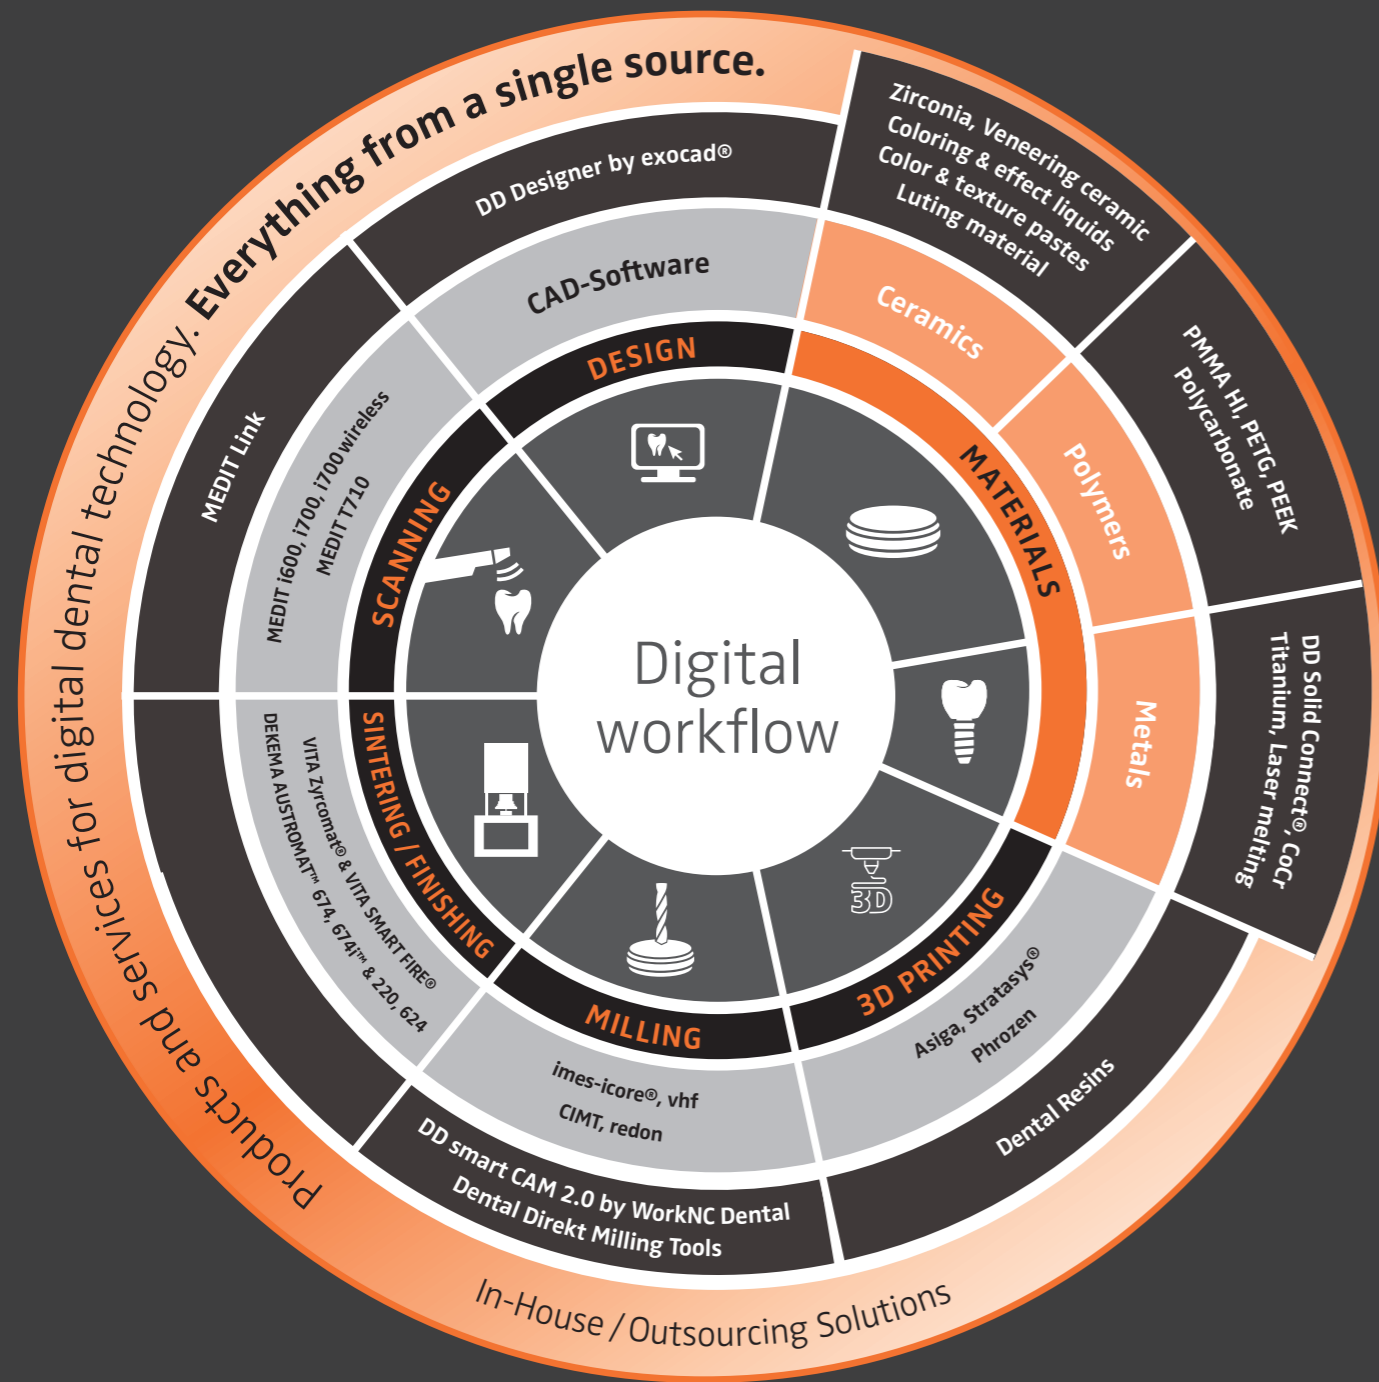 Products and services for digital dental technology. Everything from a single source.
In-House / Outsourcing Solutions
Digital
workflow
DESIGN
CAD-Software
DD Designer by exocad®
MATERIALS
Ceramics
Zirconia, Veneering ceramic
Coloring & effect liquids
Color & texture pastes
Luting material
Polymers
PMMA HI, PETG, PEEK
Polycarbonate
Metals
DD Solid Connect®, CoCr
Titanium, Laser melting
3D PRINTING
3D
Asiga, Stratasys®
Phrozen
Dental Resins
MILLING
imes-icore®, vhf
CIMT, redon
DD smart CAM 2.0 by WorkNC Dental
Dental Direkt Milling Tools
SINTERING / FINISHING
VITA Zyrcomat® & VITA SMART FIRE®
DEKEMA AUSTROMAT™ 674, 674i™ & 220, 624
SCANNING
MEDIT i600, i700, i700 wireless
MEDIT T710
MEDIT Link